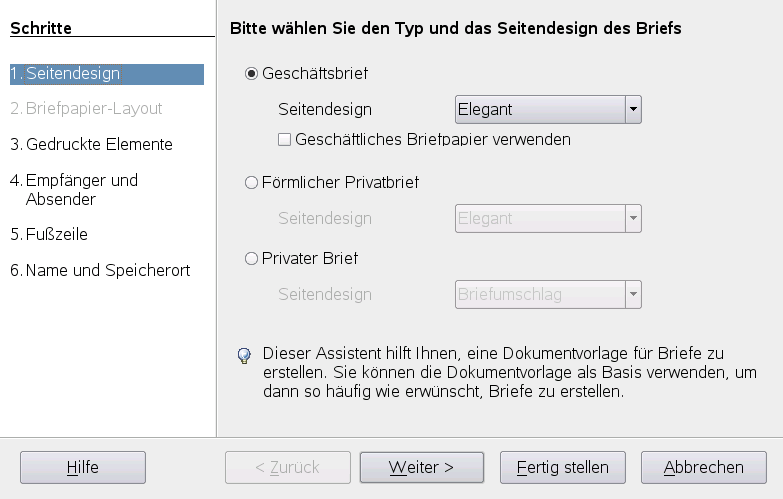 Schritte
1. Seitendesign
2. Briefpapier-Layout
3. Gedruckte Elemente
4. Empfänger und
Absender
5. Fußzeile
6. Name und Speicherort
Bitte wählen Sie den Typ und das Seitendesign des Briefs
Geschäftsbrief
Seitendesign Elegant
Geschäftliches Briefpapier verwenden
Förmlicher Privatbrief
Seitendesign Elegant
Privater Brief
Seitendesign Briefumschlag
Dieser Assistent hilft Ihnen, eine Dokumentvorlage für Briefe zu
erstellen. Sie können die Dokumentvorlage als Basis verwenden, um
dann so häufig wie erwünscht, Briefe zu erstellen.
Hilfe < Zurück Weiter > Fertig stellen Abbrechen